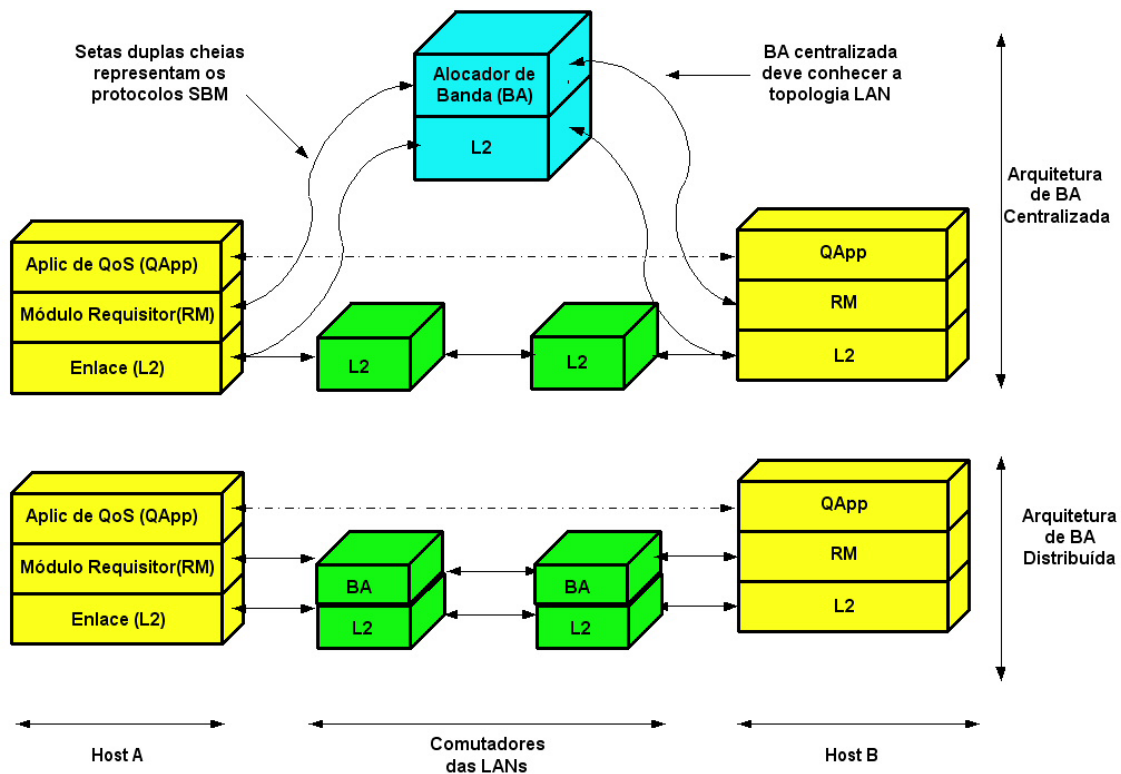 Setas duplas cheias
representam os
protocolos SBM
Alocador de
Banda (BA)
L2
BA centralizada
deve conhecer a
topologia LAN
Arquitetura
de BA
Centralizada
Aplic de QoS (QApp)
Módulo Requisitor(RM)
Enlace (L2)
L2
L2
QApp
RM
L2
Aplic de QoS (QApp)
Módulo Requisitor(RM)
Enlace (L2)
BA
L2
BA
L2
QApp
RM
L2
Arquitetura
de BA
Distribuída
Host A
Comutadores
das LANs
Host B